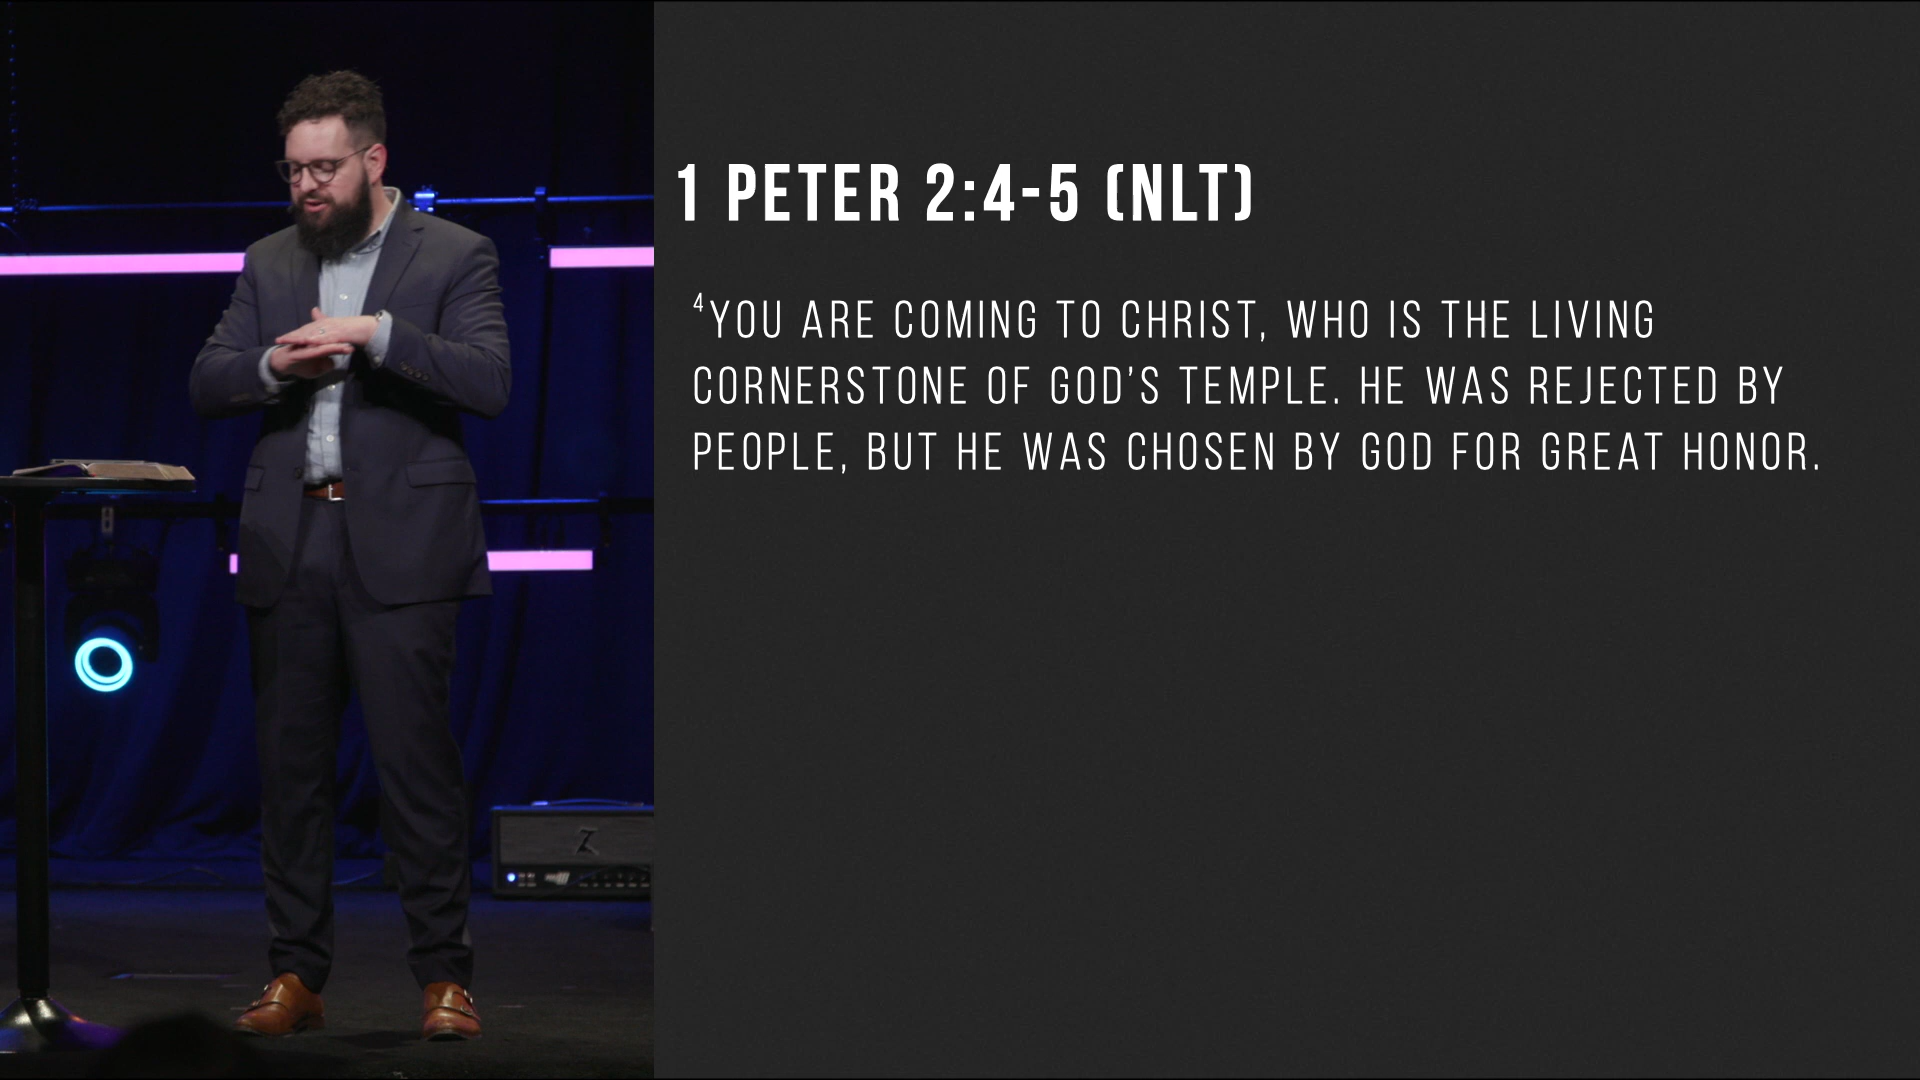 1 PETER 2:4-5 (NLT)
⁴YOU ARE COMING TO CHRIST, WHO IS THE LIVING
CORNERSTONE OF GOD’S TEMPLE. HE WAS REJECTED BY
PEOPLE, BUT HE WAS CHOSEN BY GOD FOR GREAT HONOR.